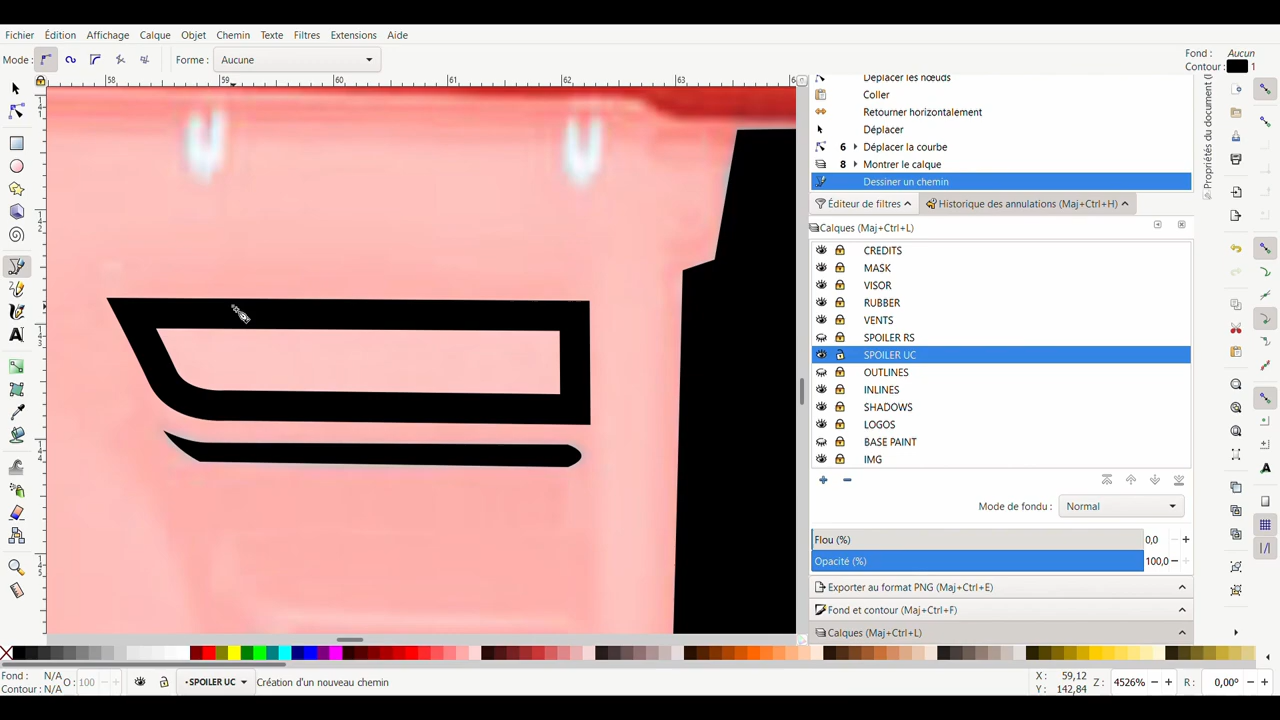 Fichier Édition Affichage Calque Objet Chemin Texte Filtres Extensions Aide
Mode : Forme : Aucune
Fond : Aucun
Contour : 1
58 59 60 61 62 63
Déplacer les nœuds
Coller
Retourner horizontalement
Déplacer
6 Déplacer la courbe
8 Montrer le calque
Dessiner un chemin
Éditeur de filtres Historique des annulations (Maj+Ctrl+H)
Calques (Maj+Ctrl+L)
CREDITS
MASK
VISOR
RUBBER
VENTS
SPOILER RS
SPOILER UC
OUTLINES
INLINES
SHADOWS
LOGOS
BASE PAINT
IMG
Mode de fondu : Normal
Flou (%) 0,0
Opacité (%) 100,0
Exporter au format PNG (Maj+Ctrl+E)
Fond et contour (Maj+Ctrl+F)
Calques (Maj+Ctrl+L)
Propriétés du document (
Fond : N/A
Contour : N/A
O : 100
SPOILER UC
Création d'un nouveau chemin
X : 59,12
Y : 142,84
Z : 4526%
R : 0,00°